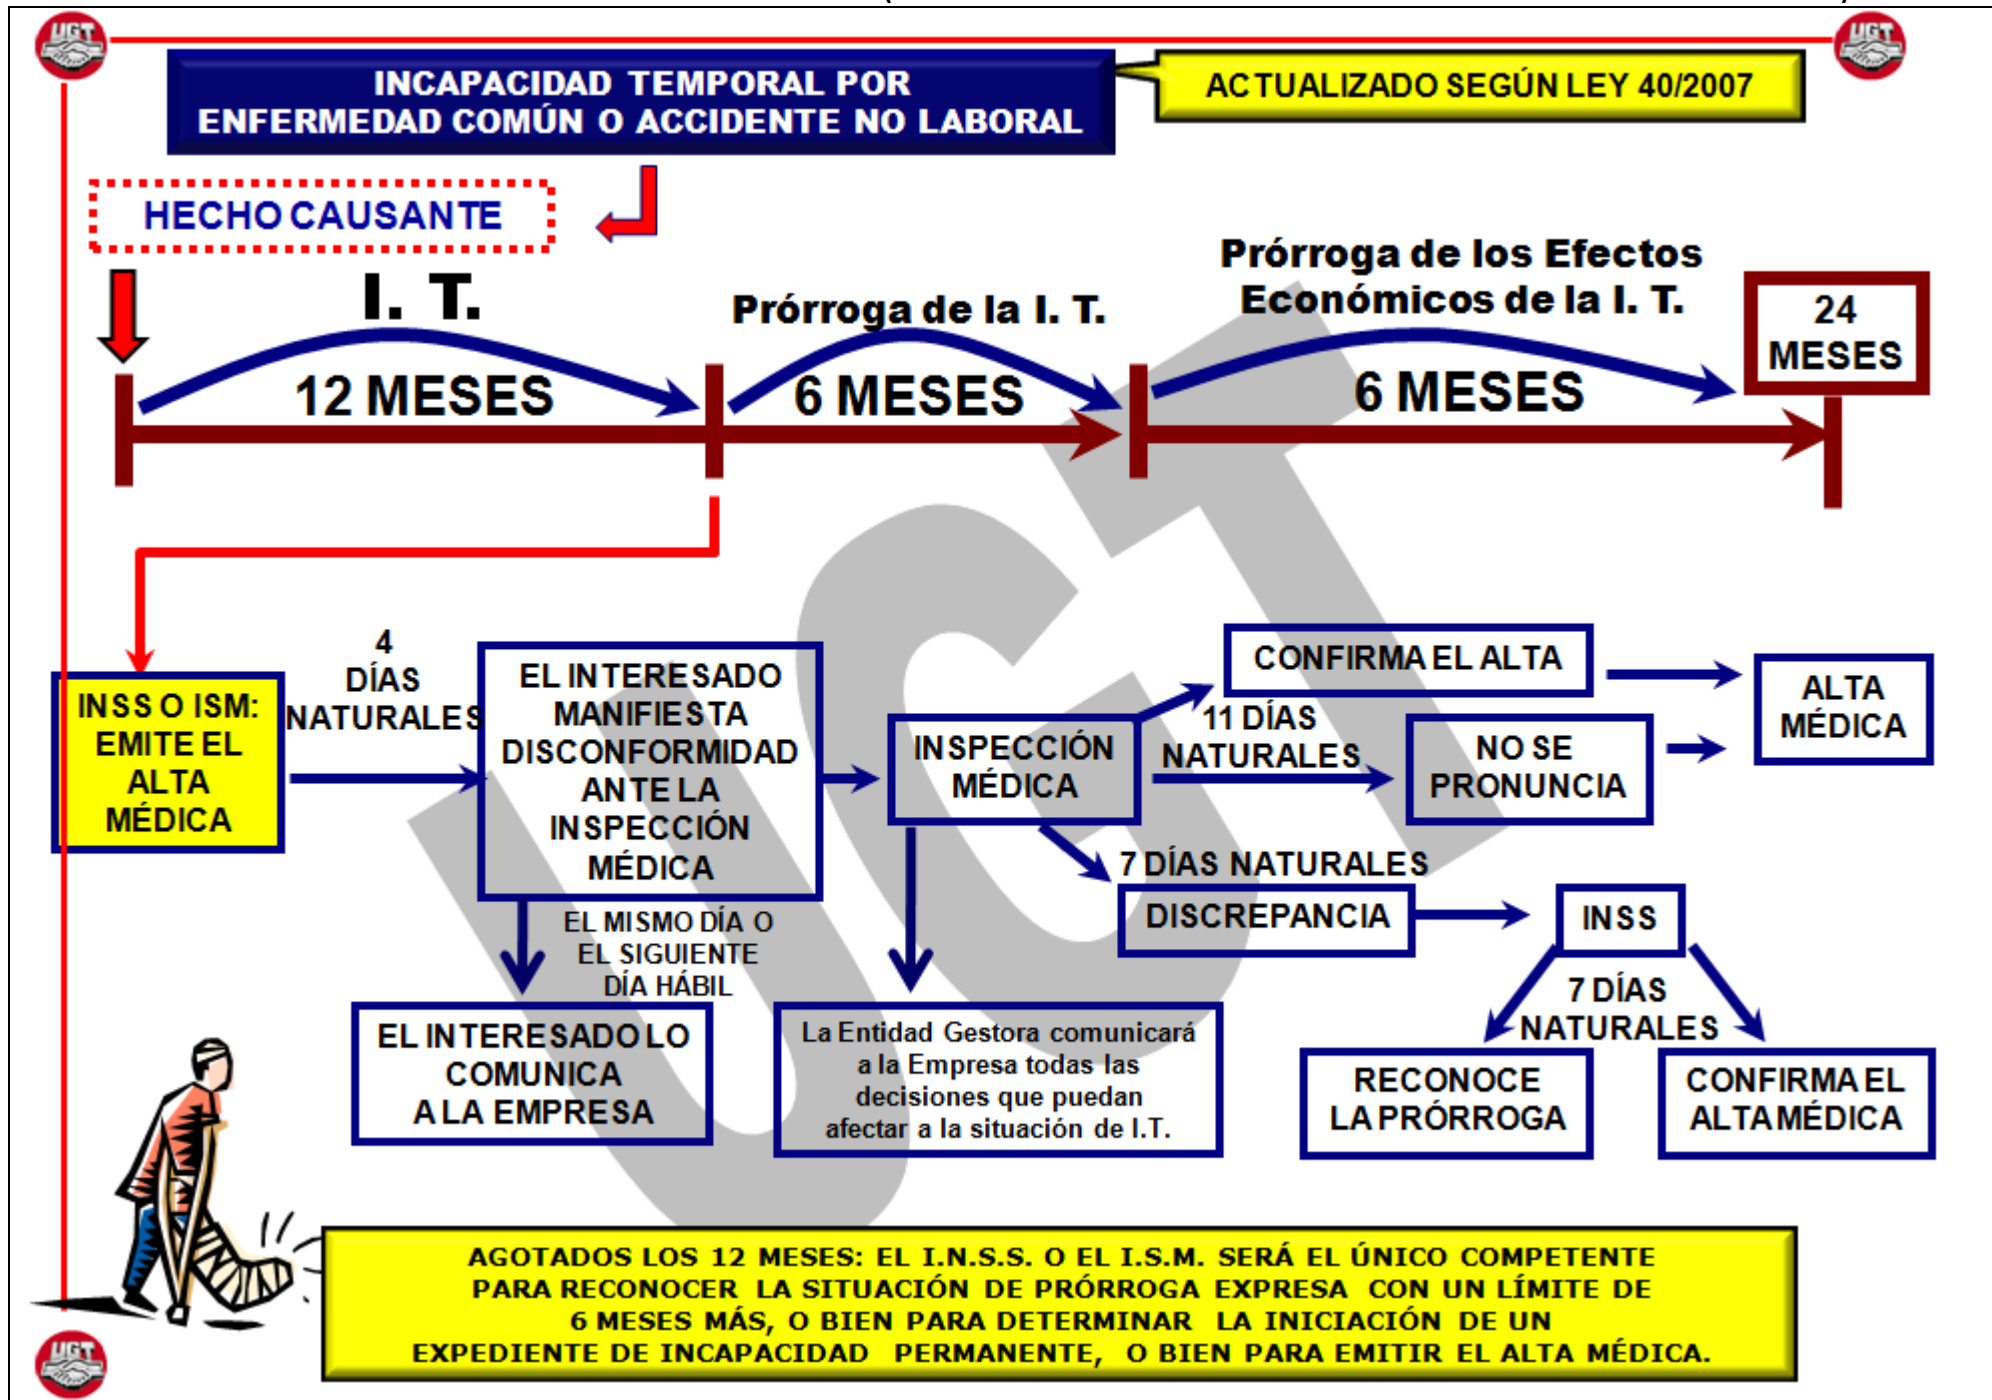 UGT
UGT
INCAPACIDAD TEMPORAL POR
ENFERMEDAD COMÚN O ACCIDENTE NO LABORAL
ACTUALIZADO SEGÚN LEY 40/2007
HECHO CAUSANTE
I. T.
Prórroga de la I. T.
Prórroga de los Efectos
Económicos de la I. T.
24
MESES
12 MESES
6 MESES
6 MESES
INSS O ISM:
EMITE EL
ALTA
MÉDICA
4
DÍAS
NATURALES
EL INTERESADO
MANIFIESTA
DISCONFORMIDAD
ANTE LA
INSPECCIÓN
MÉDICA
INSPECCIÓN
MÉDICA
CONFIRMA EL ALTA
11 DÍAS
NATURALES
NO SE
PRONUNCIA
ALTA
MÉDICA
7 DÍAS NATURALES
DISCREPANCIA
INSS
EL MISMO DÍA O
EL SIGUIENTE
DÍA HÁBIL
EL INTERESADO LO
COMUNICA
A LA EMPRESA
La Entidad Gestora comunicará
a la Empresa todas las
decisiones que puedan
afectar a la situación de I.T.
7 DÍAS
NATURALES
RECONOCE
LA PRÓRROGA
CONFIRMA EL
ALTA MÉDICA
UGT
AGOTADOS LOS 12 MESES: EL I.N.S.S. O EL I.S.M. SERÁ EL ÚNICO COMPETENTE
PARA RECONOCER LA SITUACIÓN DE PRÓRROGA EXPRESA CON UN LÍMITE DE
6 MESES MÁS, O BIEN PARA DETERMINAR LA INICIACIÓN DE UN
EXPEDIENTE DE INCAPACIDAD PERMANENTE, O BIEN PARA EMITIR EL ALTA MÉDICA.
UGT